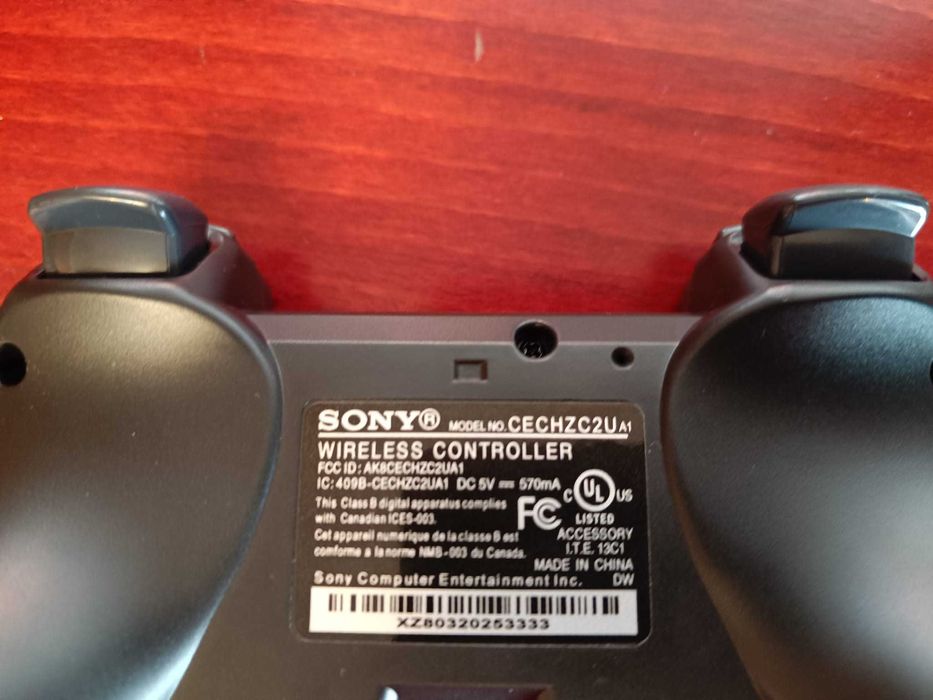 SONY® MODEL NO. CECHZC2U A1
WIRELESS CONTROLLER
FCC ID: AK8CECHZC2UA1
IC: 409B-CECHZC2UA1 DC 5V ⎓ 570mA
This Class B digital apparatus complies
with Canadian ICES-003.
Cet appareil numerique de la classe B est
conforme a la norme NMB-003 du Canada.
FC
C UL US
LISTED
ACCESSORY
I.T.E. 13C1
MADE IN CHINA
Sony Computer Entertainment Inc. DW
XZ80320253333